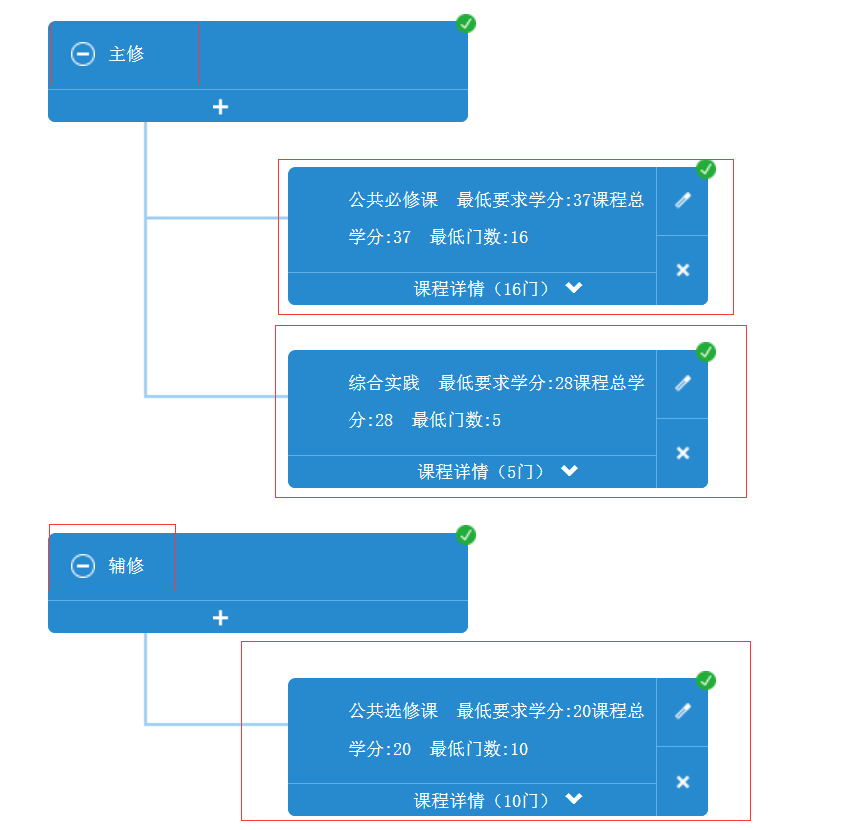 主修
公共必修课 最低要求学分:37课程总
学分:37 最低门数:16
课程详情（16门）
综合实践 最低要求学分:28课程总学
分:28 最低门数:5
课程详情（5门）
辅修
公共选修课 最低要求学分:20课程总
学分:20 最低门数:10
课程详情（10门）